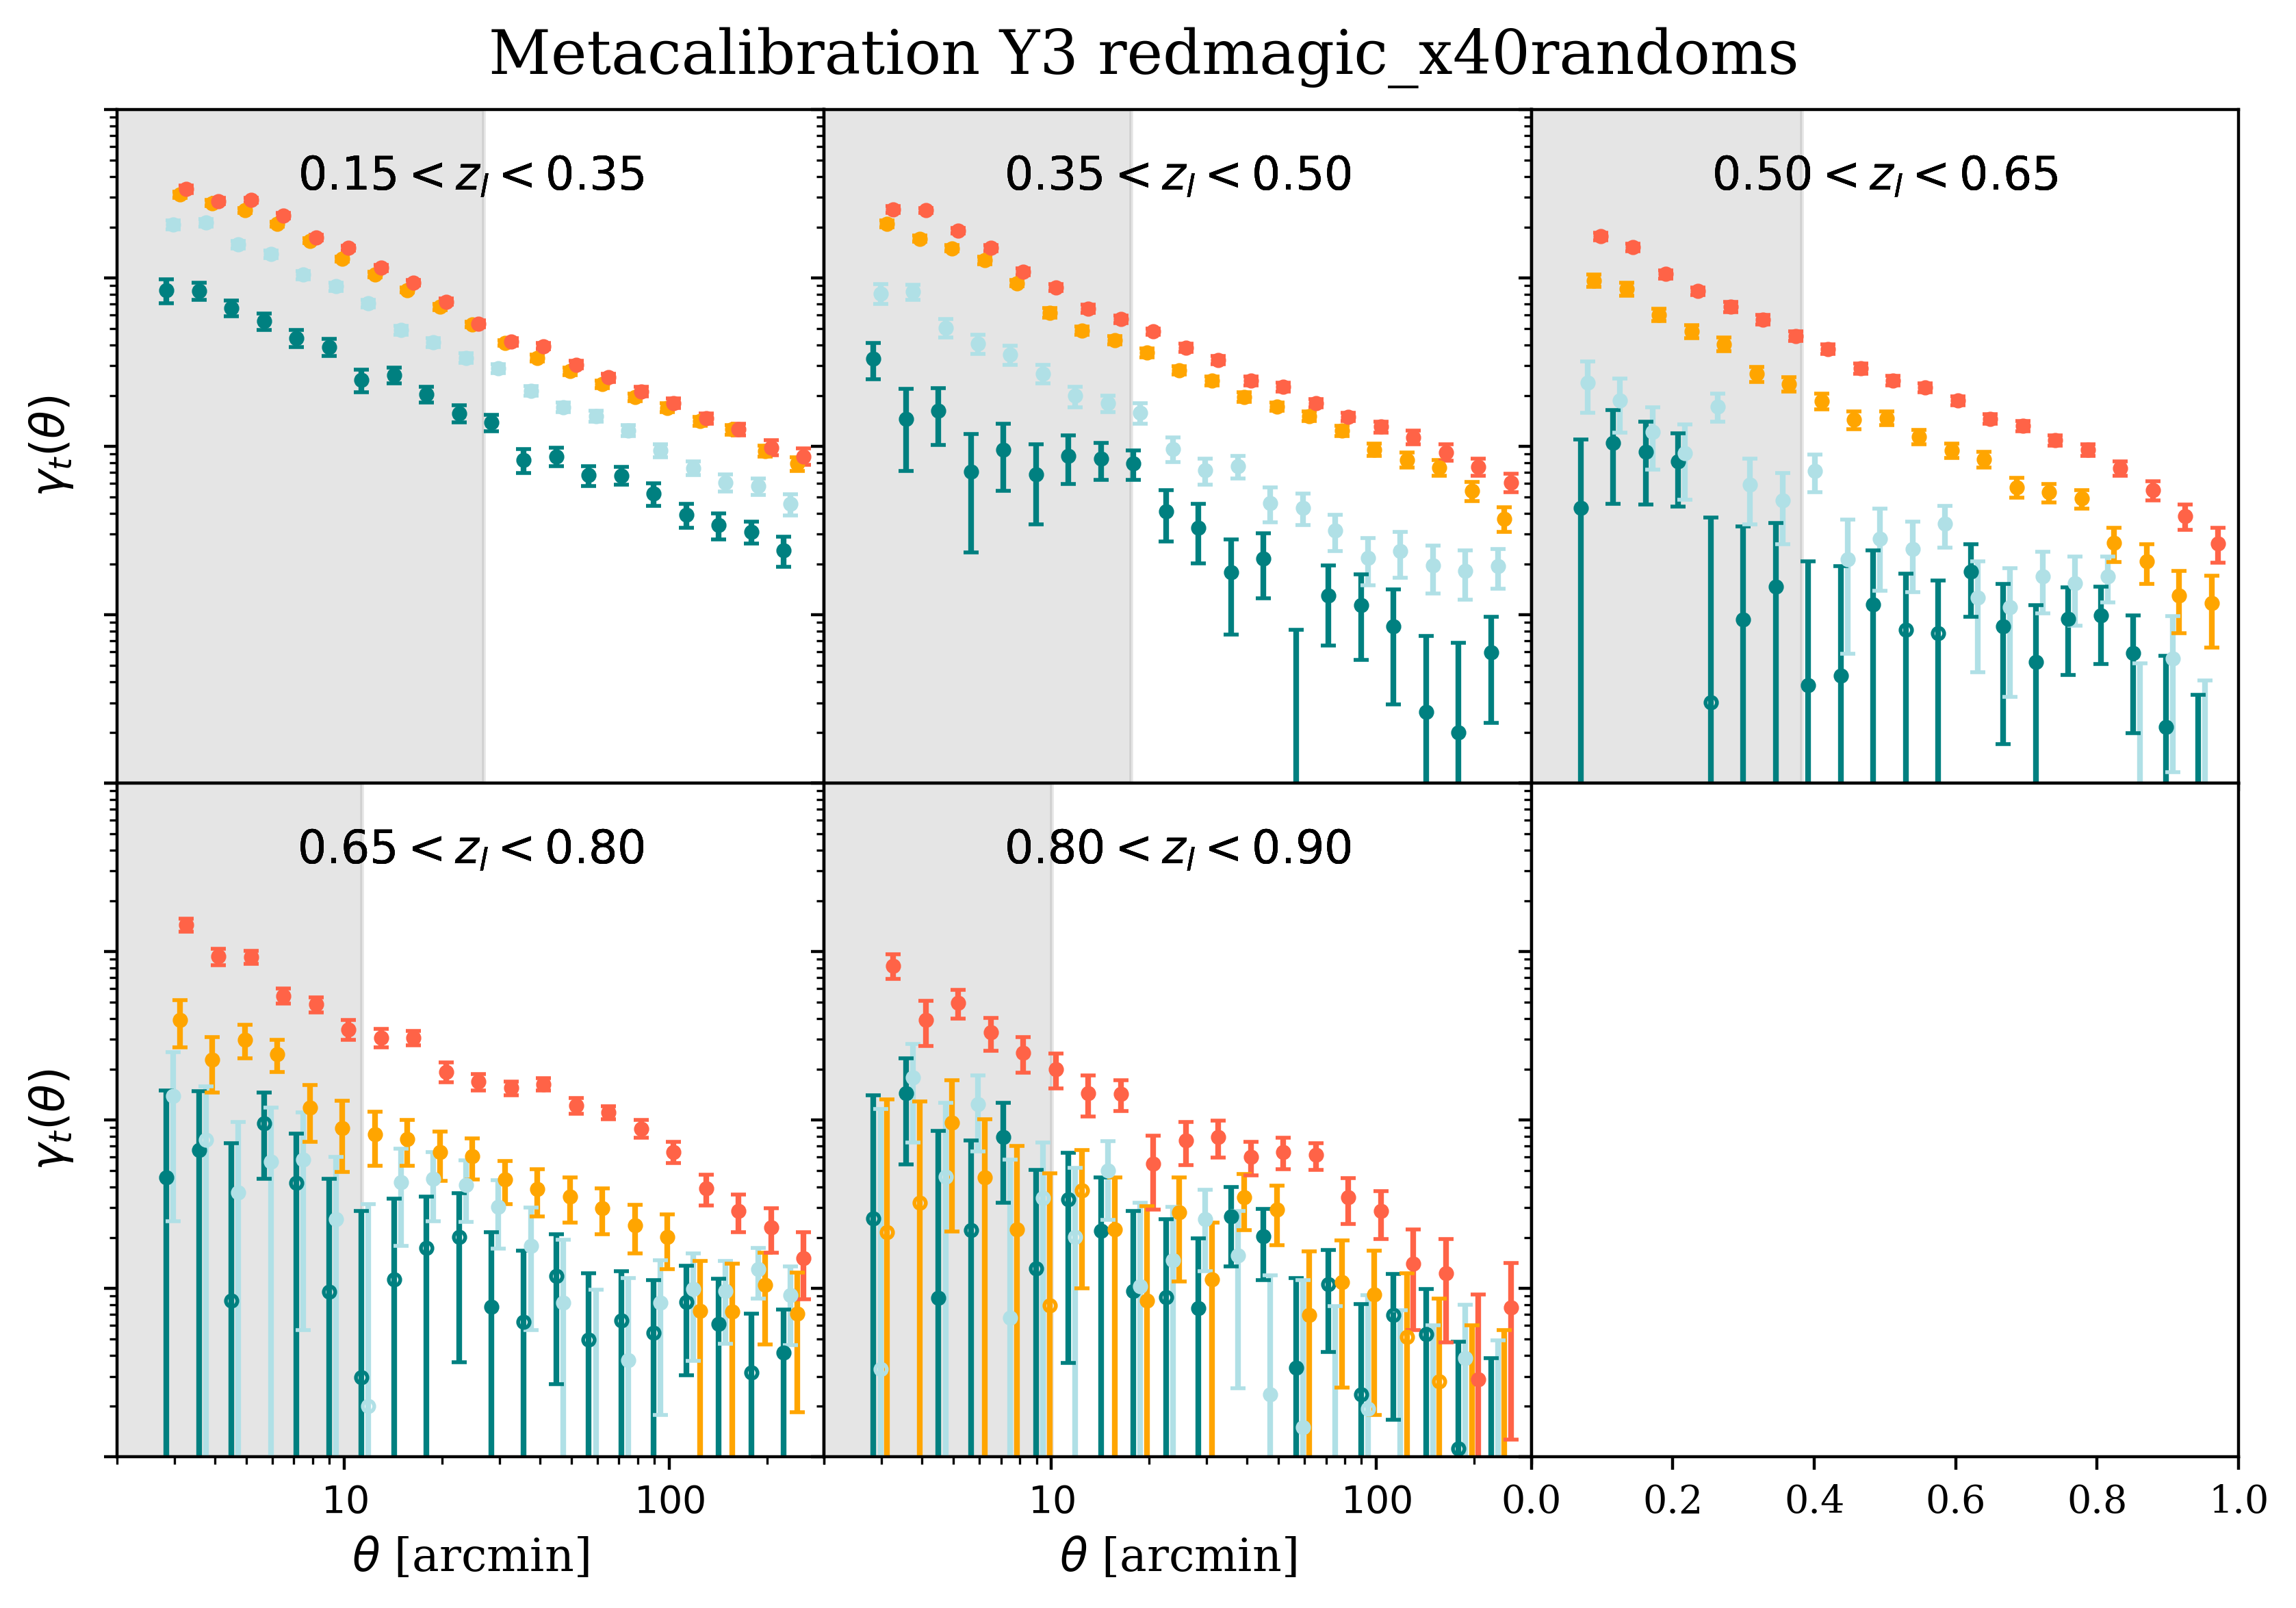 Metacalibration Y3 redmagic_x40randoms
0.15 < z_l < 0.35
0.35 < z_l < 0.50
0.50 < z_l < 0.65
γ_t(θ)
0.65 < z_l < 0.80
0.80 < z_l < 0.90
γ_t(θ)
10 100 10 100 0.0 0.2 0.4 0.6 0.8 1.0
θ [arcmin] θ [arcmin]